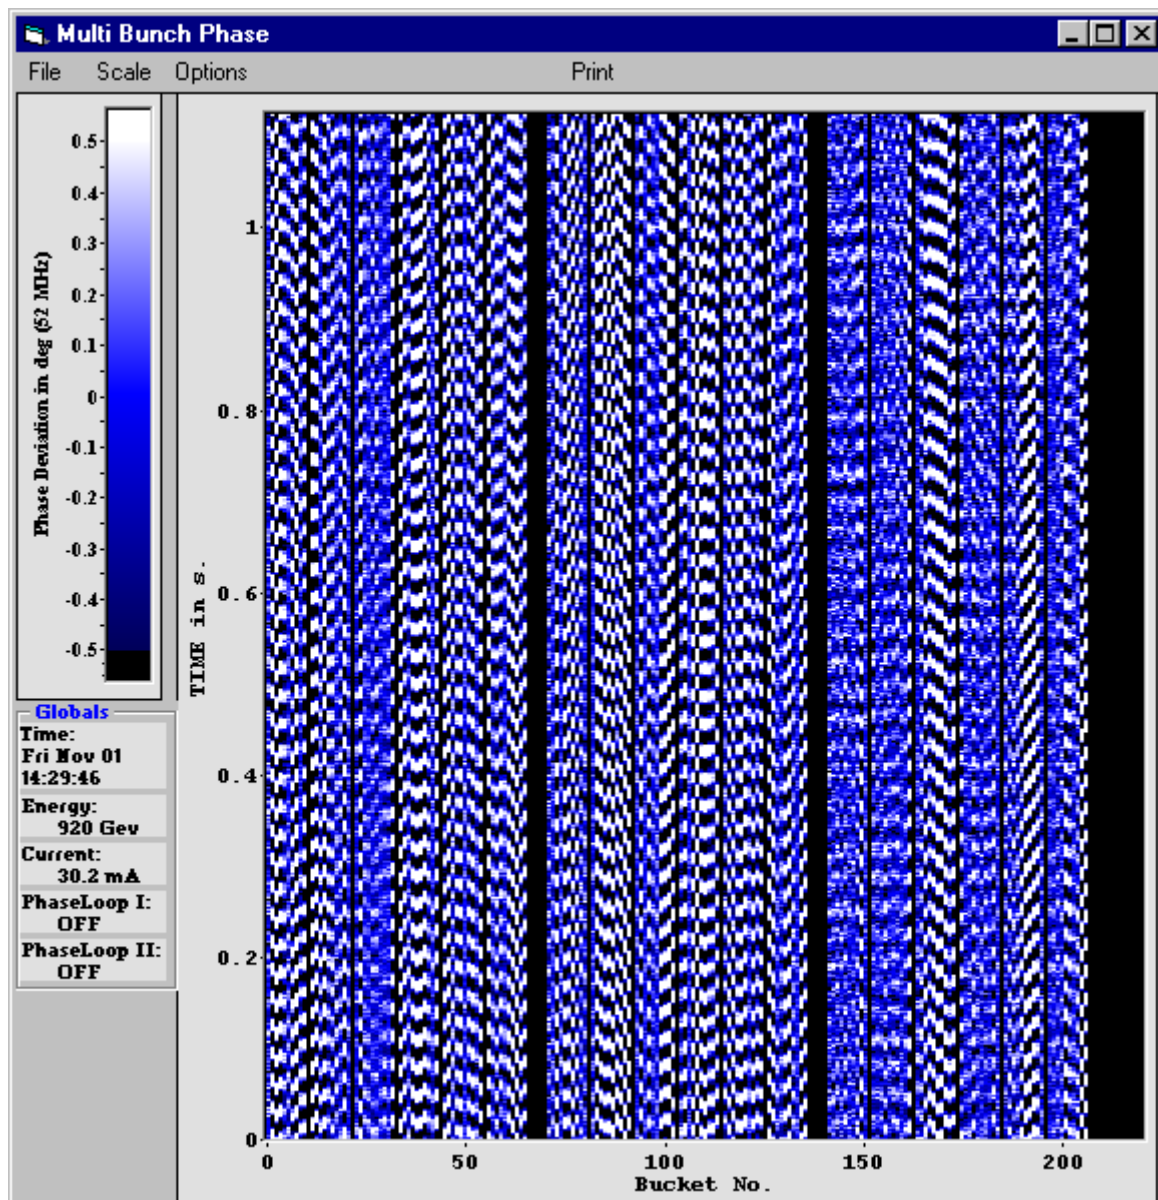 Multi Bunch Phase
File Scale Options Print
Phase Deviation in deg (52 MHz)
0.5
0.4
0.3
0.2
0.1
0
-0.1
-0.2
-0.3
-0.4
-0.5
Globals
Time:
Fri Nov 01
14:29:46
Energy:
920 Gev
Current:
30.2 mA
PhaseLoop I:
OFF
PhaseLoop II:
OFF
TIME in s.
1
0.8
0.6
0.4
0.2
0
0 50 100 150 200
Bucket No.